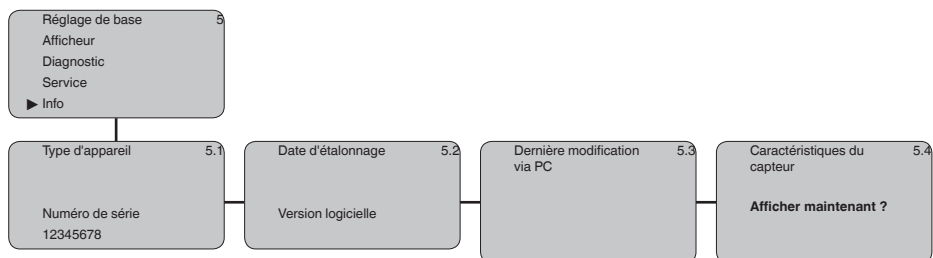 Réglage de base 5
Afficheur
Diagnostic
Service
▶ Info
Type d'appareil 5.1
Numéro de série
12345678
Date d'étalonnage 5.2
Version logicielle
Dernière modification 5.3
via PC
Caractéristiques du 5.4
capteur
Afficher maintenant ?